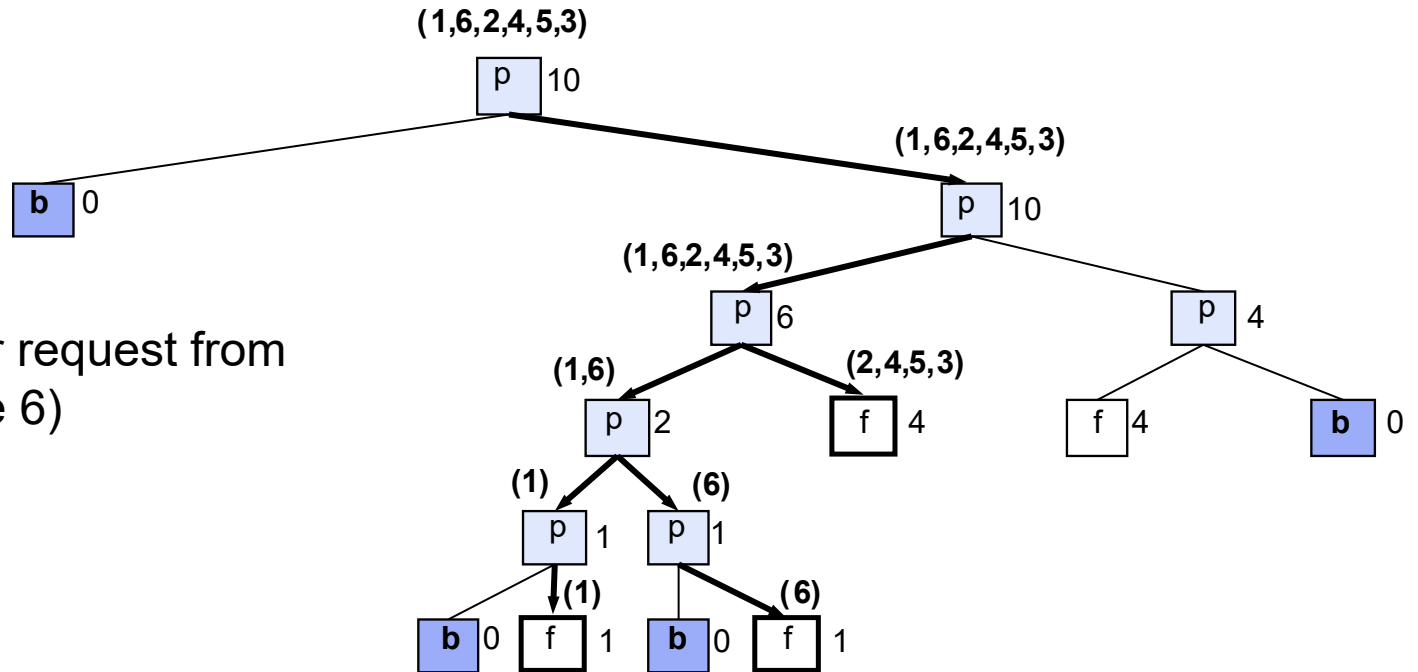 (1,6,2,4,5,3)
p 10
(1,6,2,4,5,3)
b 0
p 10
(1,6,2,4,5,3)
p 6
p 4
r request from
(1,6)
(2,4,5,3)
e 6)
p 2
f 4
f 4
b 0
(1)
(6)
p 1
p 1
(1)
(6)
b 0
f 1
b 0
f 1